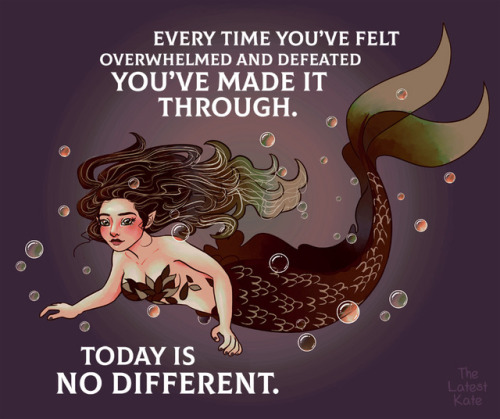 EVERY TIME YOU'VE FELT
OVERWHELMED AND DEFEATED
YOU'VE MADE IT
THROUGH.
TODAY IS
NO DIFFERENT.
The
Latest
Kate